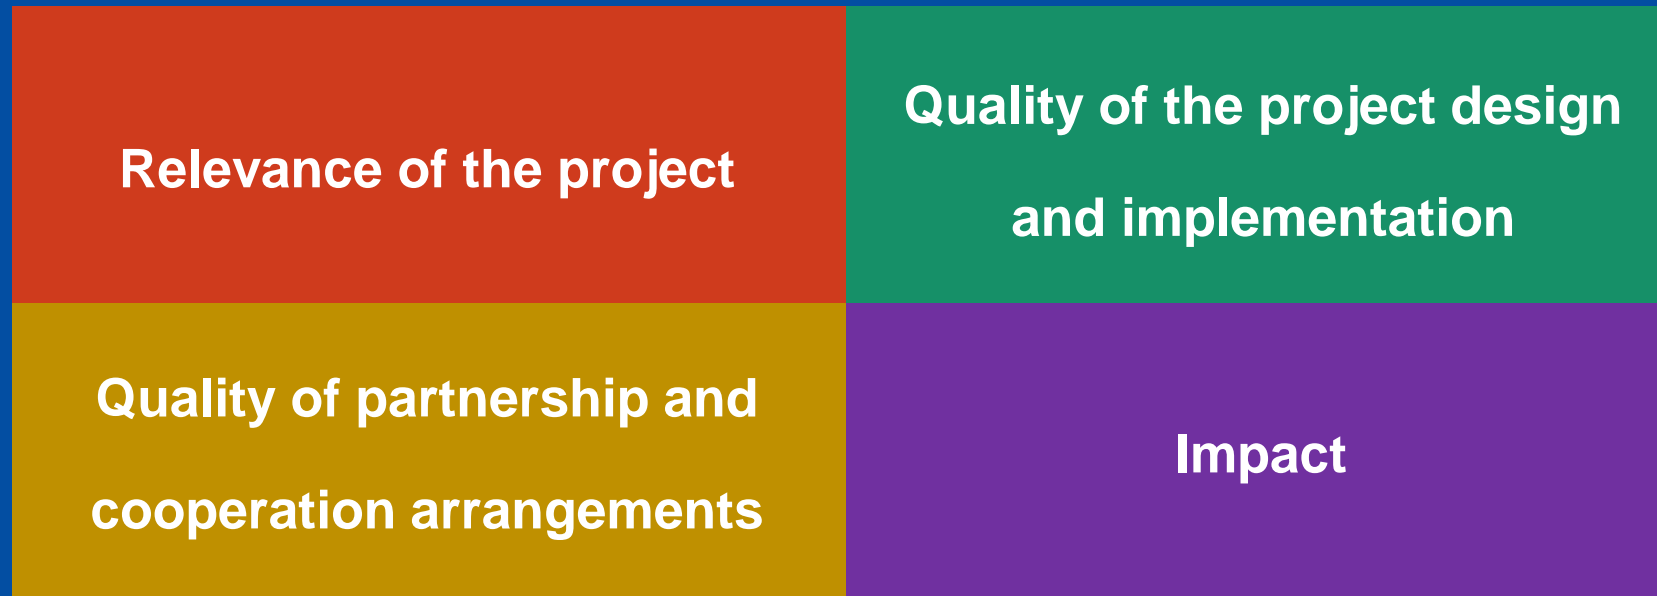 Relevance of the project
Quality of the project design
and implementation
Quality of partnership and
cooperation arrangements
Impact